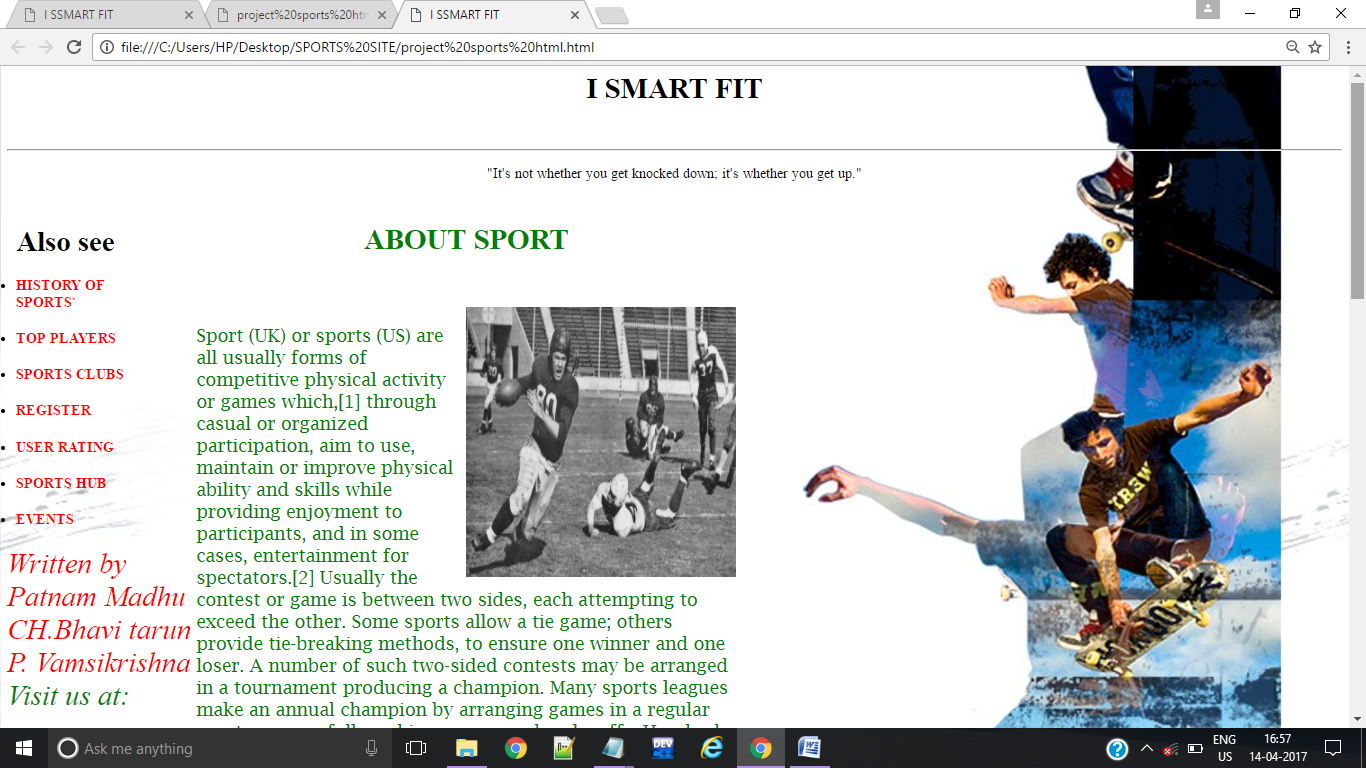 I SSMART FIT
project%20sports%20htm
I SSMART FIT
file:///C:/Users/HP/Desktop/SPORTS%20SITE/project%20sports%20html.html
I SMART FIT
"It's not whether you get knocked down; it's whether you get up."
Also see
HISTORY OF
SPORTS`
TOP PLAYERS
SPORTS CLUBS
REGISTER
USER RATING
SPORTS HUB
EVENTS
Written by
Patnam Madhu
CH.Bhavi tarun
P. Vamsikrishna
Visit us at:
ABOUT SPORT
Sport (UK) or sports (US) are
all usually forms of
competitive physical activity
or games which,[1] through
casual or organized
participation, aim to use,
maintain or improve physical
ability and skills while
providing enjoyment to
participants, and in some
cases, entertainment for
spectators.[2] Usually the
contest or game is between two sides, each attempting to
exceed the other. Some sports allow a tie game; others
provide tie-breaking methods, to ensure one winner and one
loser. A number of such two-sided contests may be arranged
in a tournament producing a champion. Many sports leagues
make an annual champion by arranging games in a regular
80
37
KREW
Ask me anything
DEV
ENG
US
16:57
14-04-2017